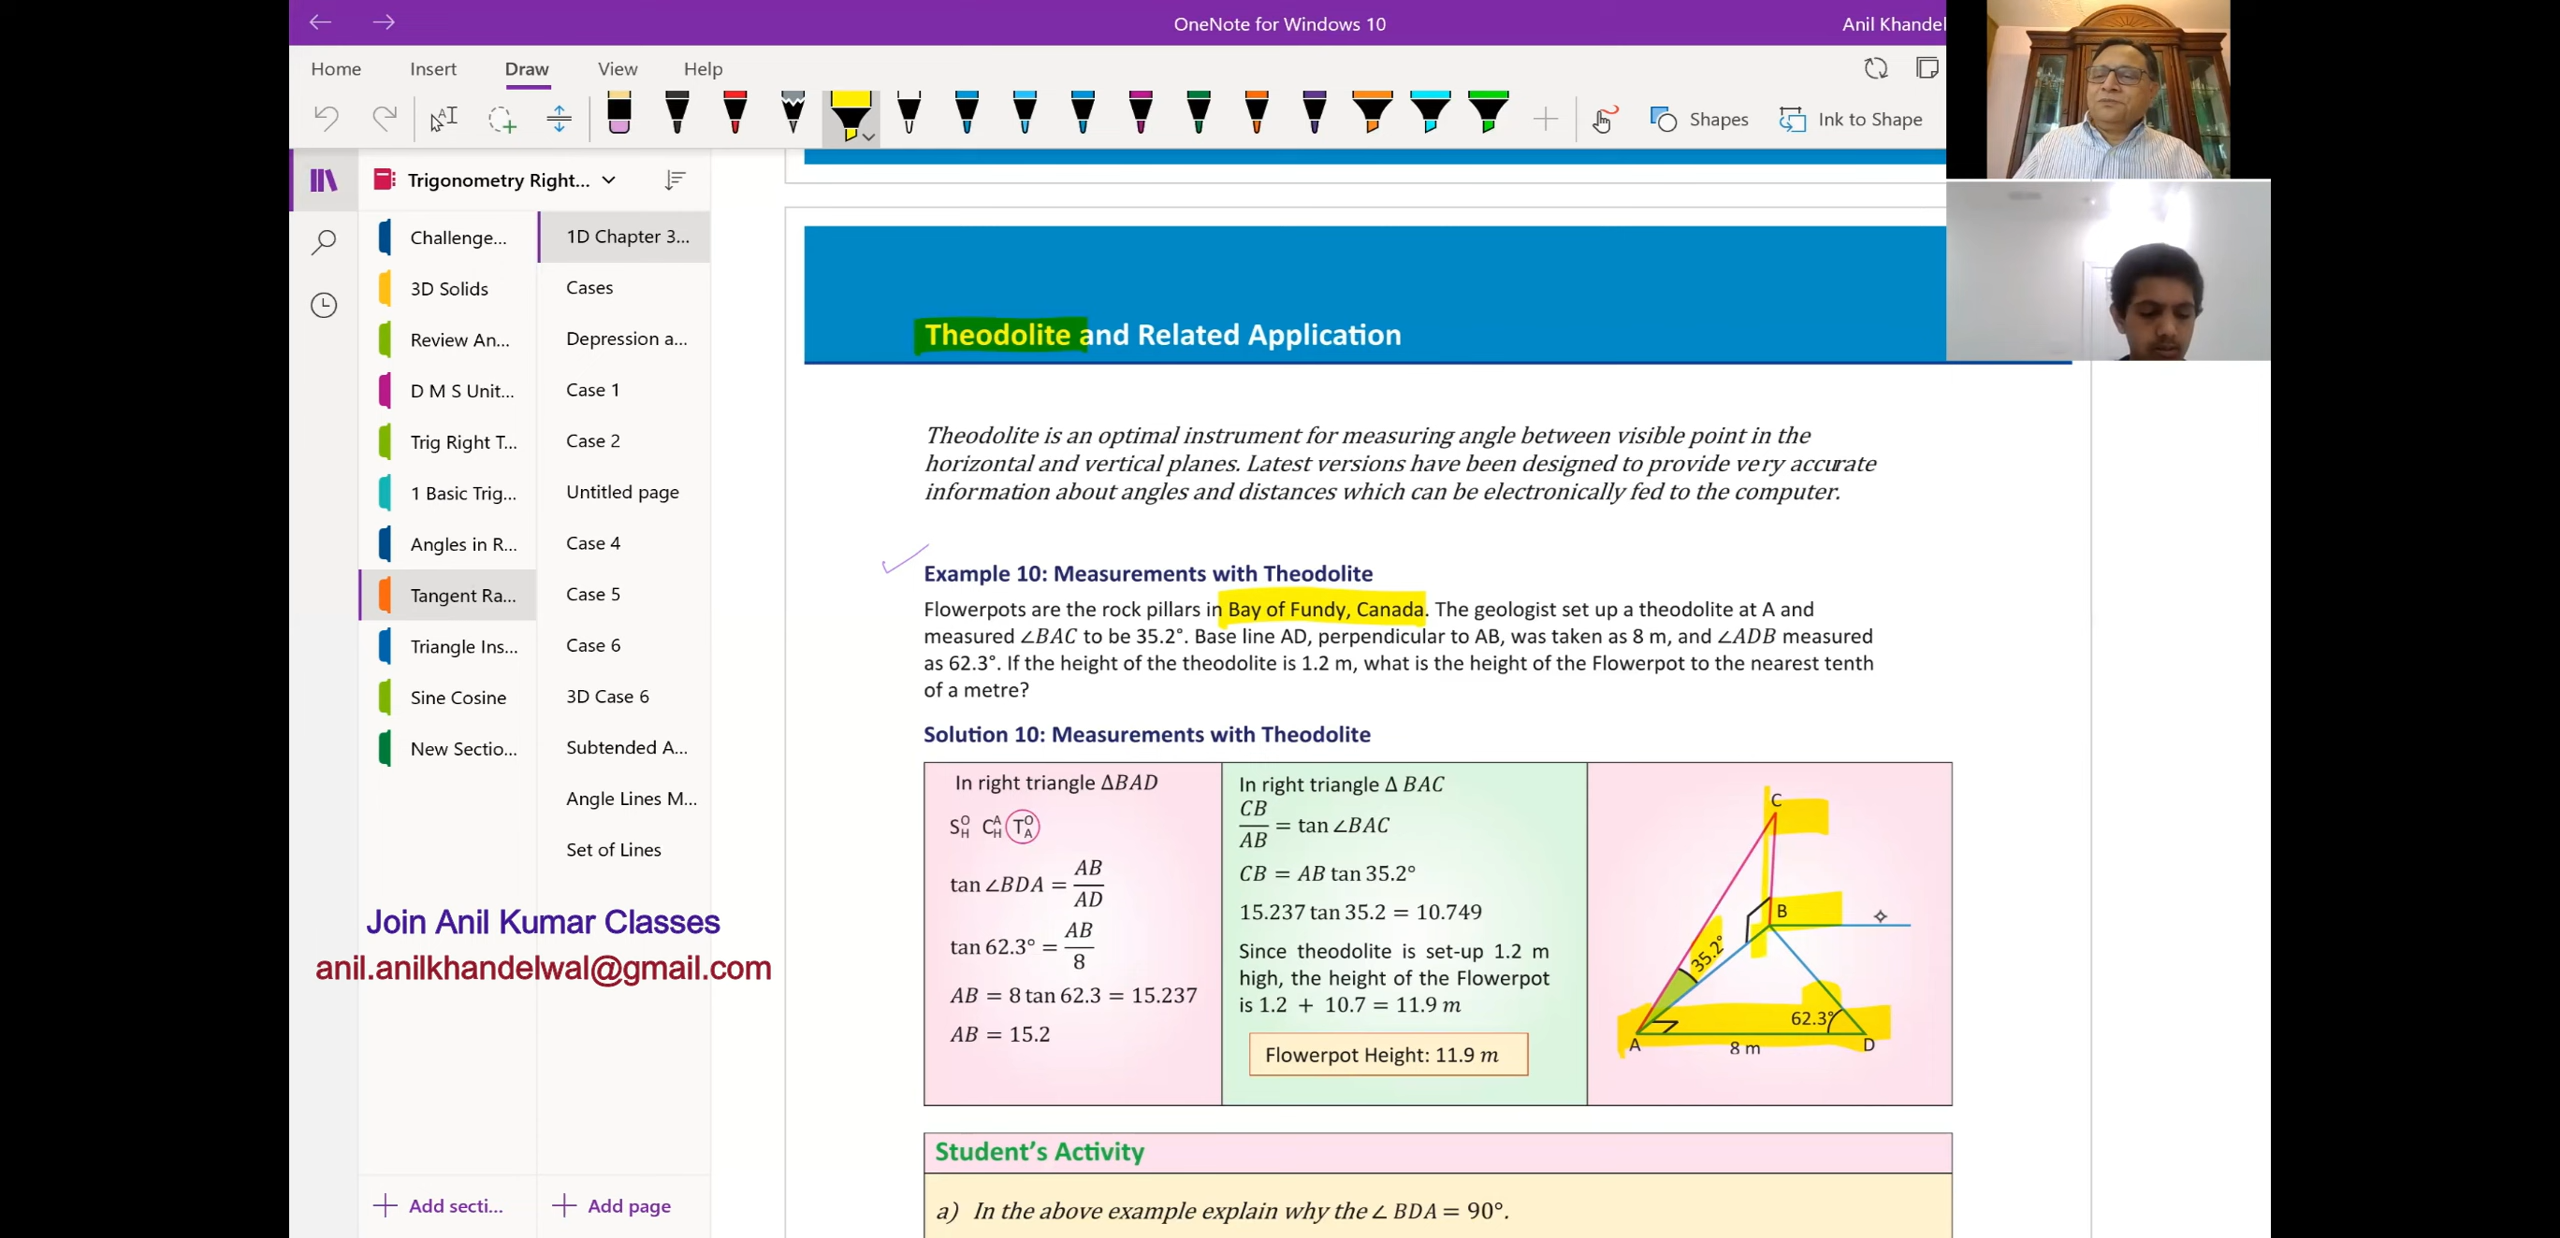 OneNote for Windows 10
Anil Khandel
Home
Insert
Draw
View
Help
Shapes
Ink to Shape
Trigonometry Right...
Challenge...
3D Solids
Review An...
D M S Unit...
Trig Right T...
1 Basic Trig...
Angles in R...
Tangent Ra...
Triangle Ins...
Sine Cosine
New Sectio...
1D Chapter 3...
Cases
Depression a...
Case 1
Case 2
Untitled page
Case 4
Case 5
Case 6
3D Case 6
Subtended A...
Angle Lines M...
Set of Lines
Join Anil Kumar Classes
anil.anilkhandelwal@gmail.com
Add secti...
Add page
Theodolite and Related Application
Theodolite is an optimal instrument for measuring angle between visible point in the
horizontal and vertical planes. Latest versions have been designed to provide very accurate
information about angles and distances which can be electronically fed to the computer.
Example 10: Measurements with Theodolite
Flowerpots are the rock pillars in Bay of Fundy, Canada. The geologist set up a theodolite at A and
measured ∠BAC to be 35.2°. Base line AD, perpendicular to AB, was taken as 8 m, and ∠ADB measured
as 62.3°. If the height of the theodolite is 1.2 m, what is the height of the Flowerpot to the nearest tenth
of a metre?
Solution 10: Measurements with Theodolite
In right triangle ΔBAD
S O/H C A/H T O/A
tan ∠BDA = AB/AD
tan 62.3° = AB/8
AB = 8 tan 62.3 = 15.237
AB = 15.2
In right triangle Δ BAC
CB/AB = tan ∠BAC
CB = AB tan 35.2°
15.237 tan 35.2 = 10.749
Since theodolite is set-up 1.2 m
high, the height of the Flowerpot
is 1.2 + 10.7 = 11.9 m
Flowerpot Height: 11.9 m
C
B
35.2°
62.3°
A
8 m
D
Student's Activity
a) In the above example explain why the ∠ BDA = 90°.